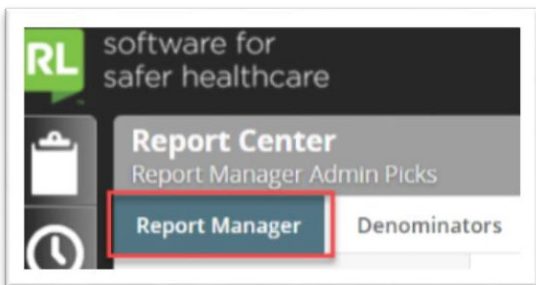 RL
software for
safer healthcare
Report Center
Report Manager Admin Picks
Report Manager Denominators